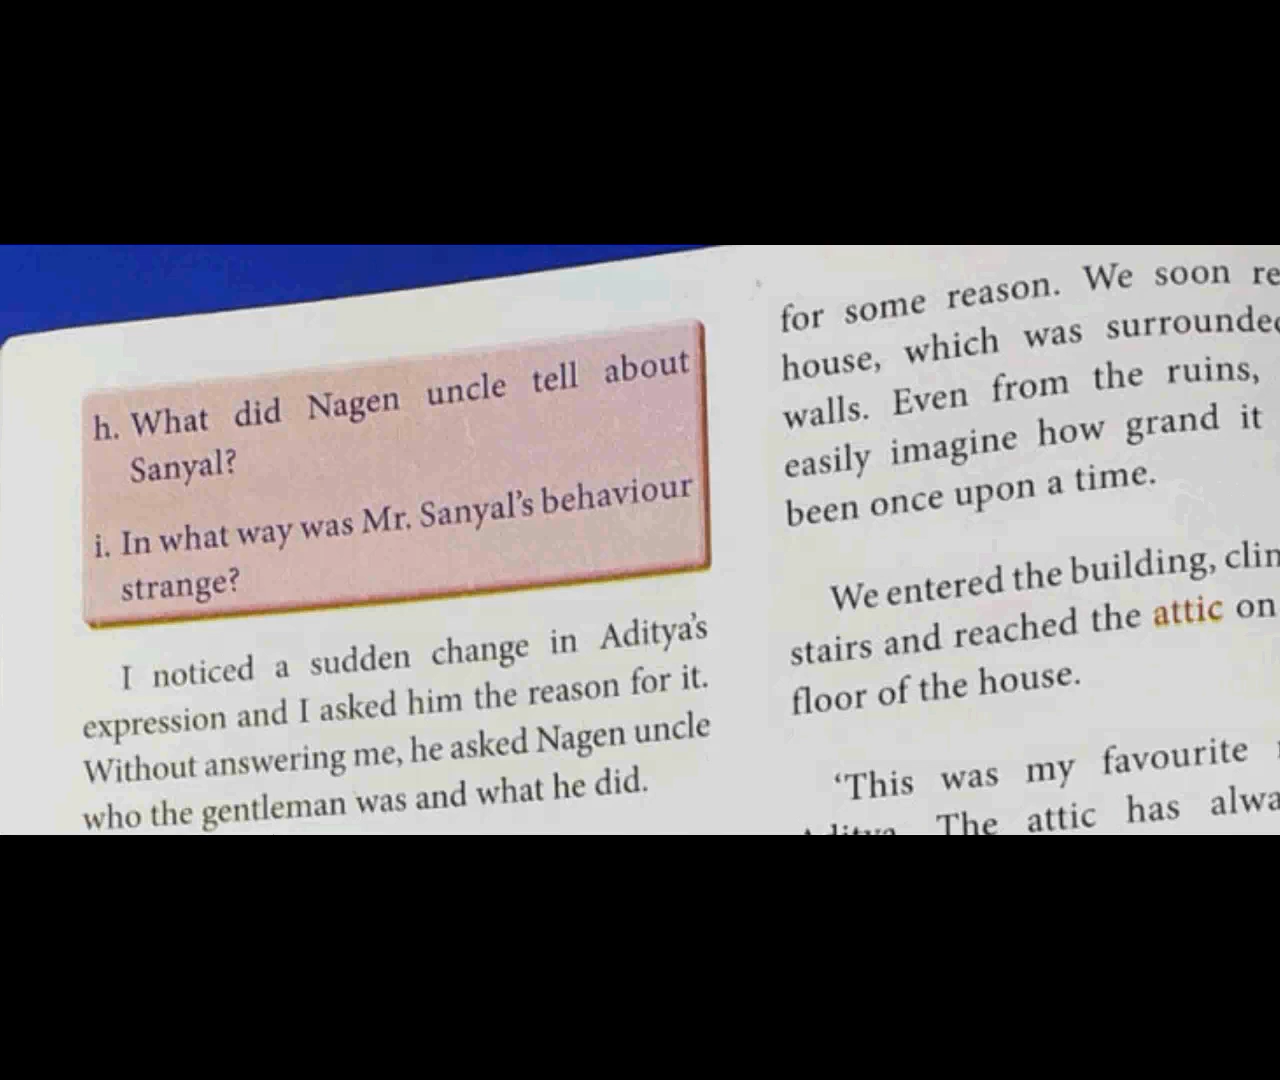 h. What did Nagen uncle tell about
Sanyal?
i. In what way was Mr. Sanyal's behaviour
strange?
I noticed a sudden change in Aditya's
expression and I asked him the reason for it.
Without answering me, he asked Nagen uncle
who the gentleman was and what he did.
for some reason. We soon re
house, which was surrounded
walls. Even from the ruins,
easily imagine how grand it
been once upon a time.
We entered the building, clim
stairs and reached the attic on
floor of the house.
‘This was my favourite
The attic has alwa